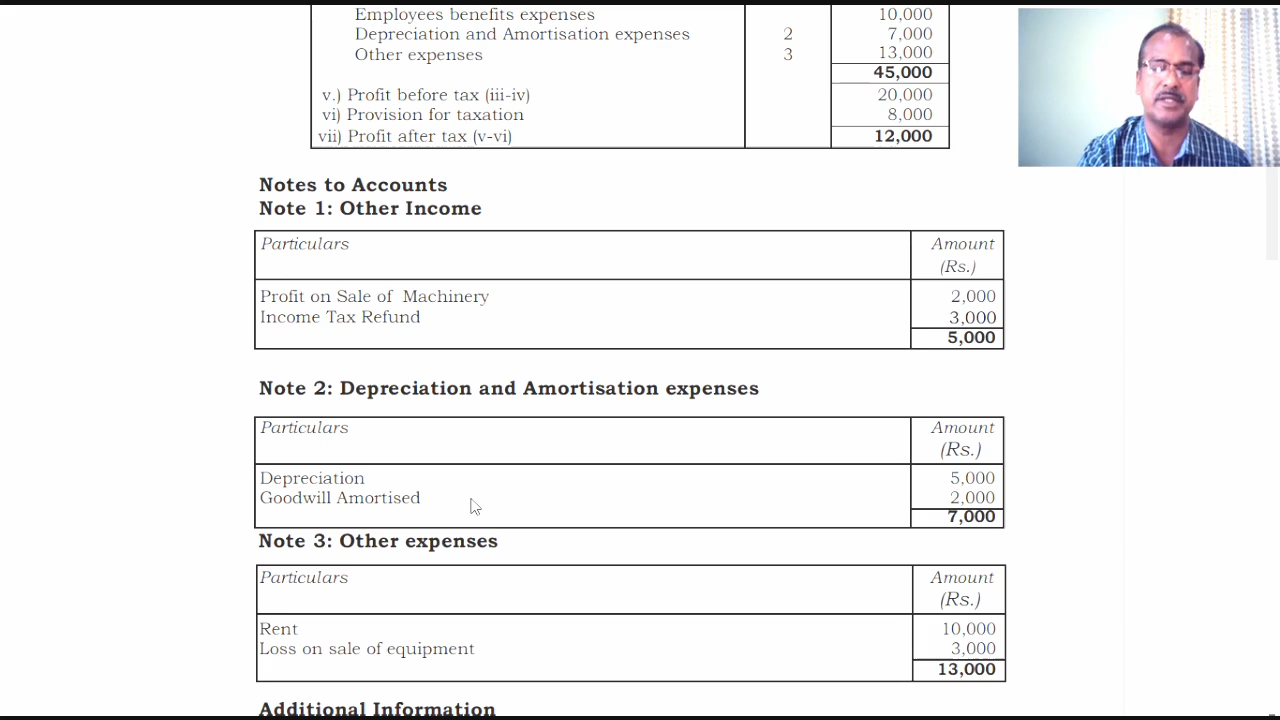 Employees benefits expenses 10,000
Depreciation and Amortisation expenses 2 7,000
Other expenses 3 13,000
45,000
v.) Profit before tax (iii-iv) 20,000
vi) Provision for taxation 8,000
vii) Profit after tax (v-vi) 12,000
Notes to Accounts
Note 1: Other Income
Particulars Amount
(Rs.)
Profit on Sale of Machinery 2,000
Income Tax Refund 3,000
5,000
Note 2: Depreciation and Amortisation expenses
Particulars Amount
(Rs.)
Depreciation 5,000
Goodwill Amortised 2,000
7,000
Note 3: Other expenses
Particulars Amount
(Rs.)
Rent 10,000
Loss on sale of equipment 3,000
13,000
Additional Information